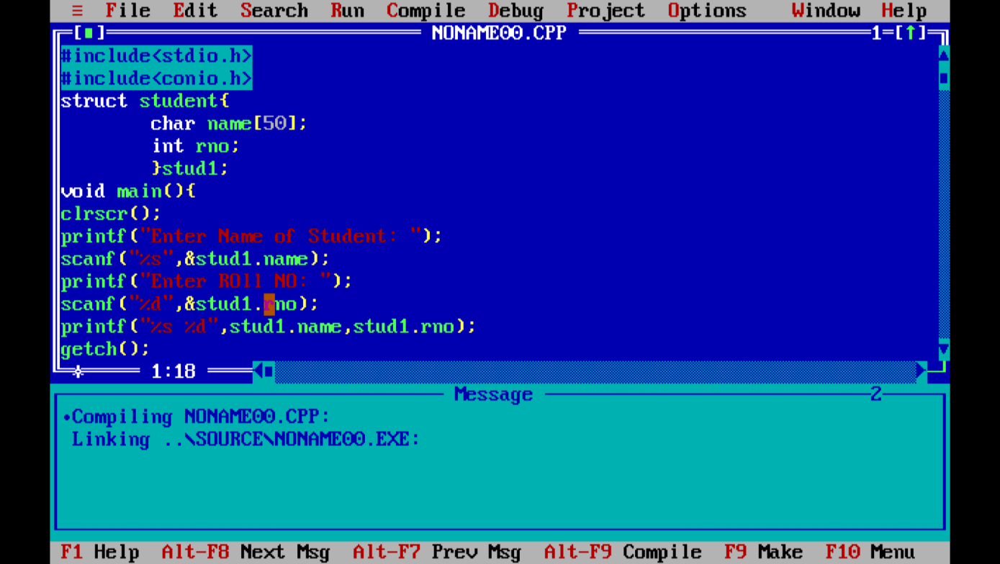 ≡ File Edit Search Run Compile Debug Project Options Window Help
[■] NONAME00.CPP 1=[↑]
#include<stdio.h>
#include<conio.h>
struct student{
char name[50];
int rno;
}stud1;
void main(){
clrscr();
printf("Enter Name of Student: ");
scanf("%s",&stud1.name);
printf("Enter ROll NO: ");
scanf("%d",&stud1.rno);
printf("%s %d",stud1.name,stud1.rno);
getch();
1:18
Message 2
•Compiling NONAME00.CPP:
Linking ..\SOURCE\NONAME00.EXE:
F1 Help Alt-F8 Next Msg Alt-F7 Prev Msg Alt-F9 Compile F9 Make F10 Menu